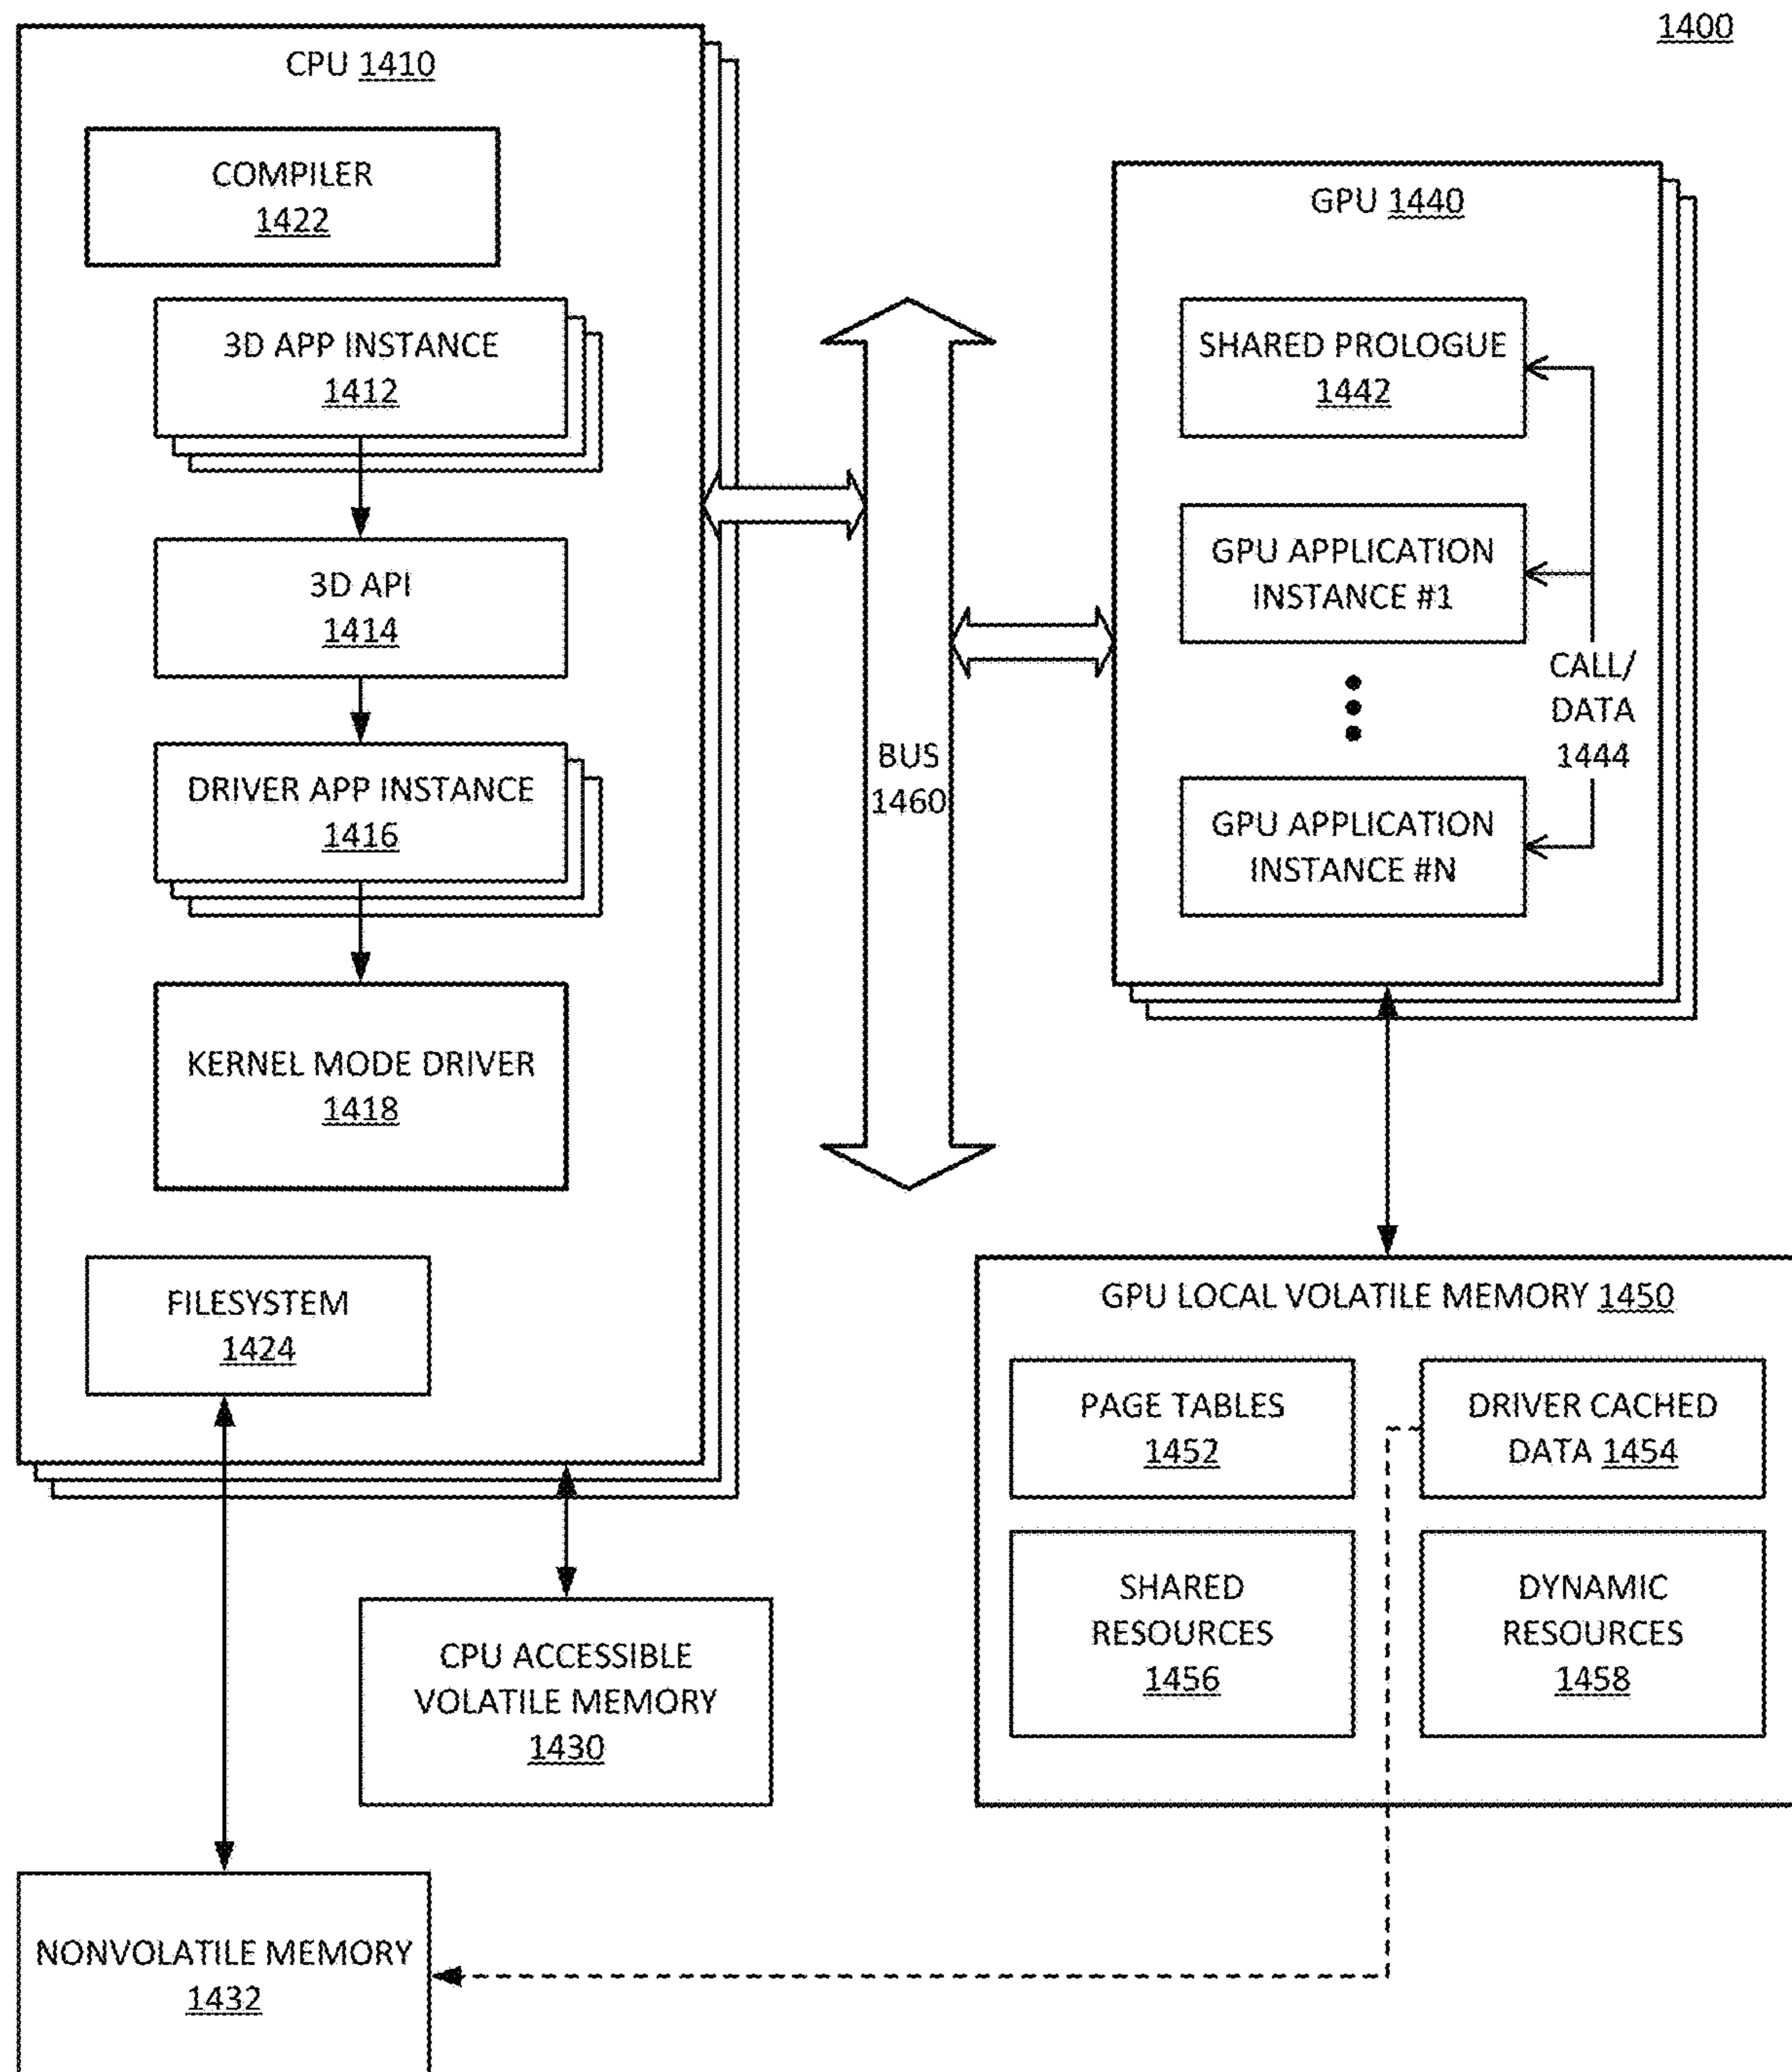 1400
CPU 1410
COMPILER
1422
3D APP INSTANCE
1412
3D API
1414
DRIVER APP INSTANCE
1416
KERNEL MODE DRIVER
1418
FILESYSTEM
1424
BUS
1460
GPU 1440
SHARED PROLOGUE
1442
GPU APPLICATION
INSTANCE #1
CALL/
DATA
1444
GPU APPLICATION
INSTANCE #N
GPU LOCAL VOLATILE MEMORY 1450
PAGE TABLES
1452
DRIVER CACHED
DATA 1454
SHARED
RESOURCES
1456
DYNAMIC
RESOURCES
1458
CPU ACCESSIBLE
VOLATILE MEMORY
1430
NONVOLATILE MEMORY
1432